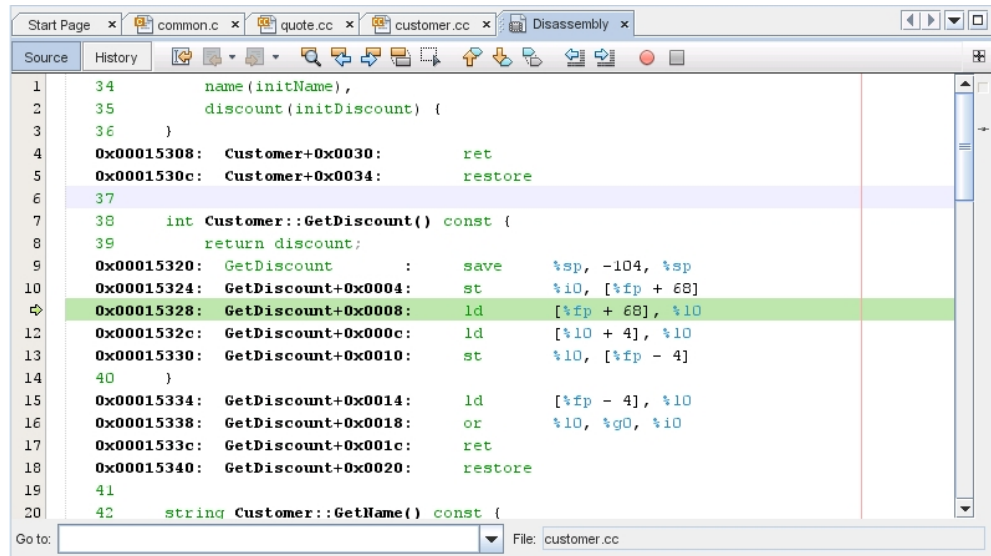 Start Page common.c quote.cc customer.cc Disassembly
Source History
1 34 name(initName),
2 35 discount(initDiscount) {
3 36 }
4 0x00015308: Customer+0x0030: ret
5 0x0001530c: Customer+0x0034: restore
6 37
7 38 int Customer::GetDiscount() const {
8 39 return discount;
9 0x00015320: GetDiscount : save %sp, -104, %sp
10 0x00015324: GetDiscount+0x0004: st %i0, [%fp + 68]
0x00015328: GetDiscount+0x0008: ld [%fp + 68], %l0
12 0x0001532c: GetDiscount+0x000c: ld [%l0 + 4], %l0
13 0x00015330: GetDiscount+0x0010: st %l0, [%fp - 4]
14 40 }
15 0x00015334: GetDiscount+0x0014: ld [%fp - 4], %l0
16 0x00015338: GetDiscount+0x0018: or %l0, %g0, %i0
17 0x0001533c: GetDiscount+0x001c: ret
18 0x00015340: GetDiscount+0x0020: restore
19 41
20 42 string Customer::GetName() const {
Go to: File: customer.cc